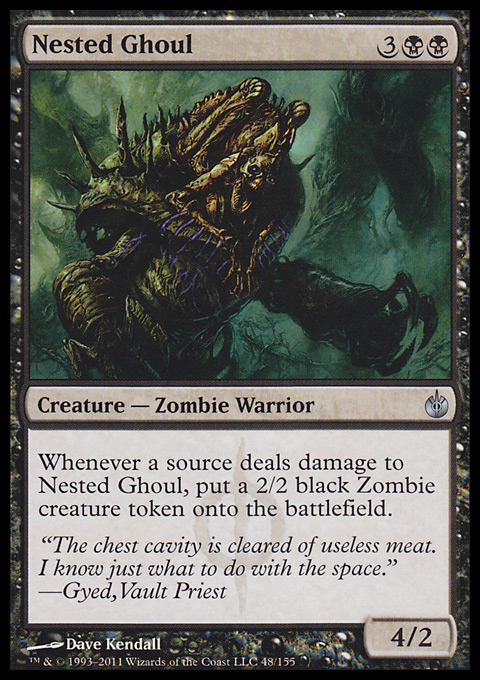 Nested Ghoul 3
Creature — Zombie Warrior
Whenever a source deals damage to
Nested Ghoul, put a 2/2 black Zombie
creature token onto the battlefield.
“The chest cavity is cleared of useless meat.
I know just what to do with the space.”
—Gyed, Vault Priest
Dave Kendall
4/2
™ & © 1993–2011 Wizards of the Coast LLC 48/155